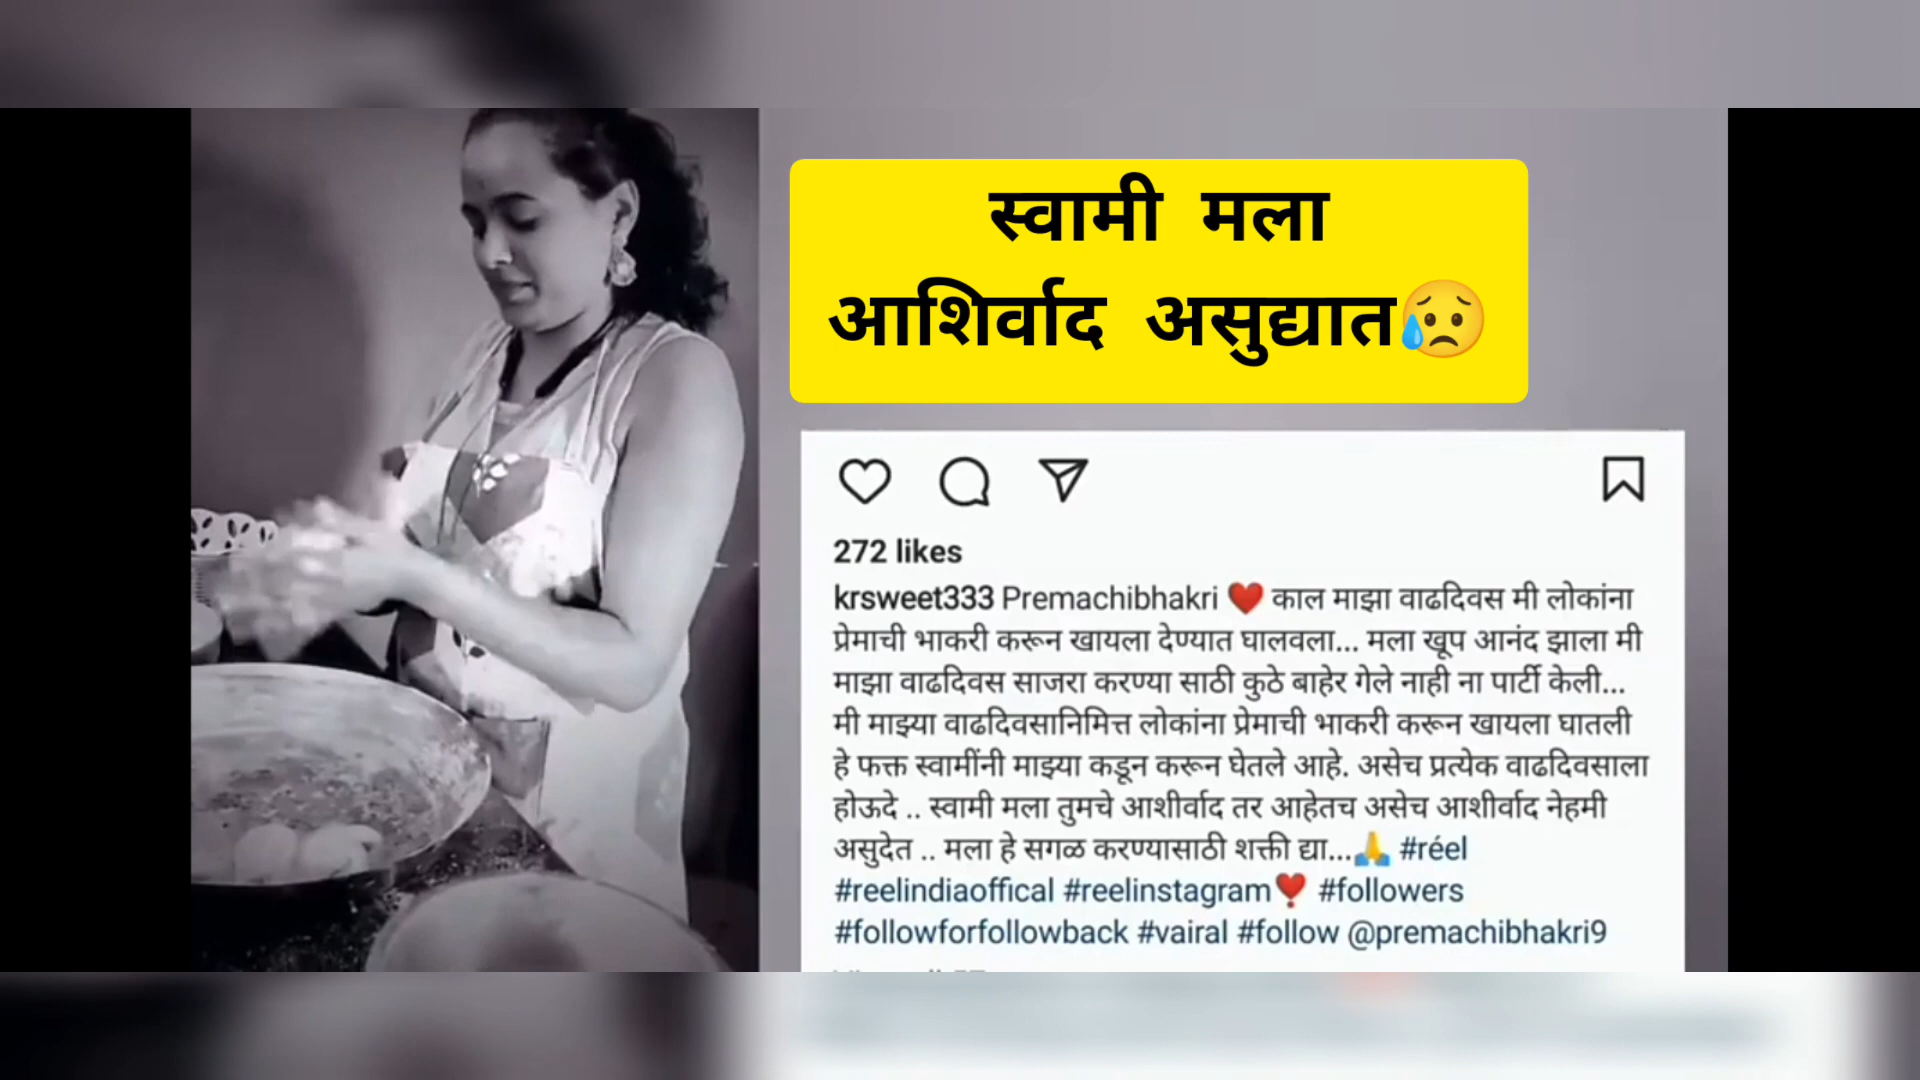 स्वामी मला
आशिर्वाद असुद्यात😥
272 likes
krsweet333 Premachibhakri ❤️ काल माझा वाढदिवस मी लोकांना
प्रेमाची भाकरी करून खायला देण्यात घालवला... मला खूप आनंद झाला मी
माझा वाढदिवस साजरा करण्या साठी कुठे बाहेर गेले नाही ना पार्टी केली...
मी माझ्या वाढदिवसानिमित्त लोकांना प्रेमाची भाकरी करून खायला घातली
हे फक्त स्वामींनी माझ्या कडून करून घेतले आहे. असेच प्रत्येक वाढदिवसाला
होऊदे .. स्वामी मला तुमचे आशीर्वाद तर आहेतच असेच आशीर्वाद नेहमी
असुदेत .. मला हे सगळ करण्यासाठी शक्ती द्या...🙏 #réel
#reelindiaoffical #reelinstagram❣️ #followers
#followforfollowback #vairal #follow @premachibhakri9